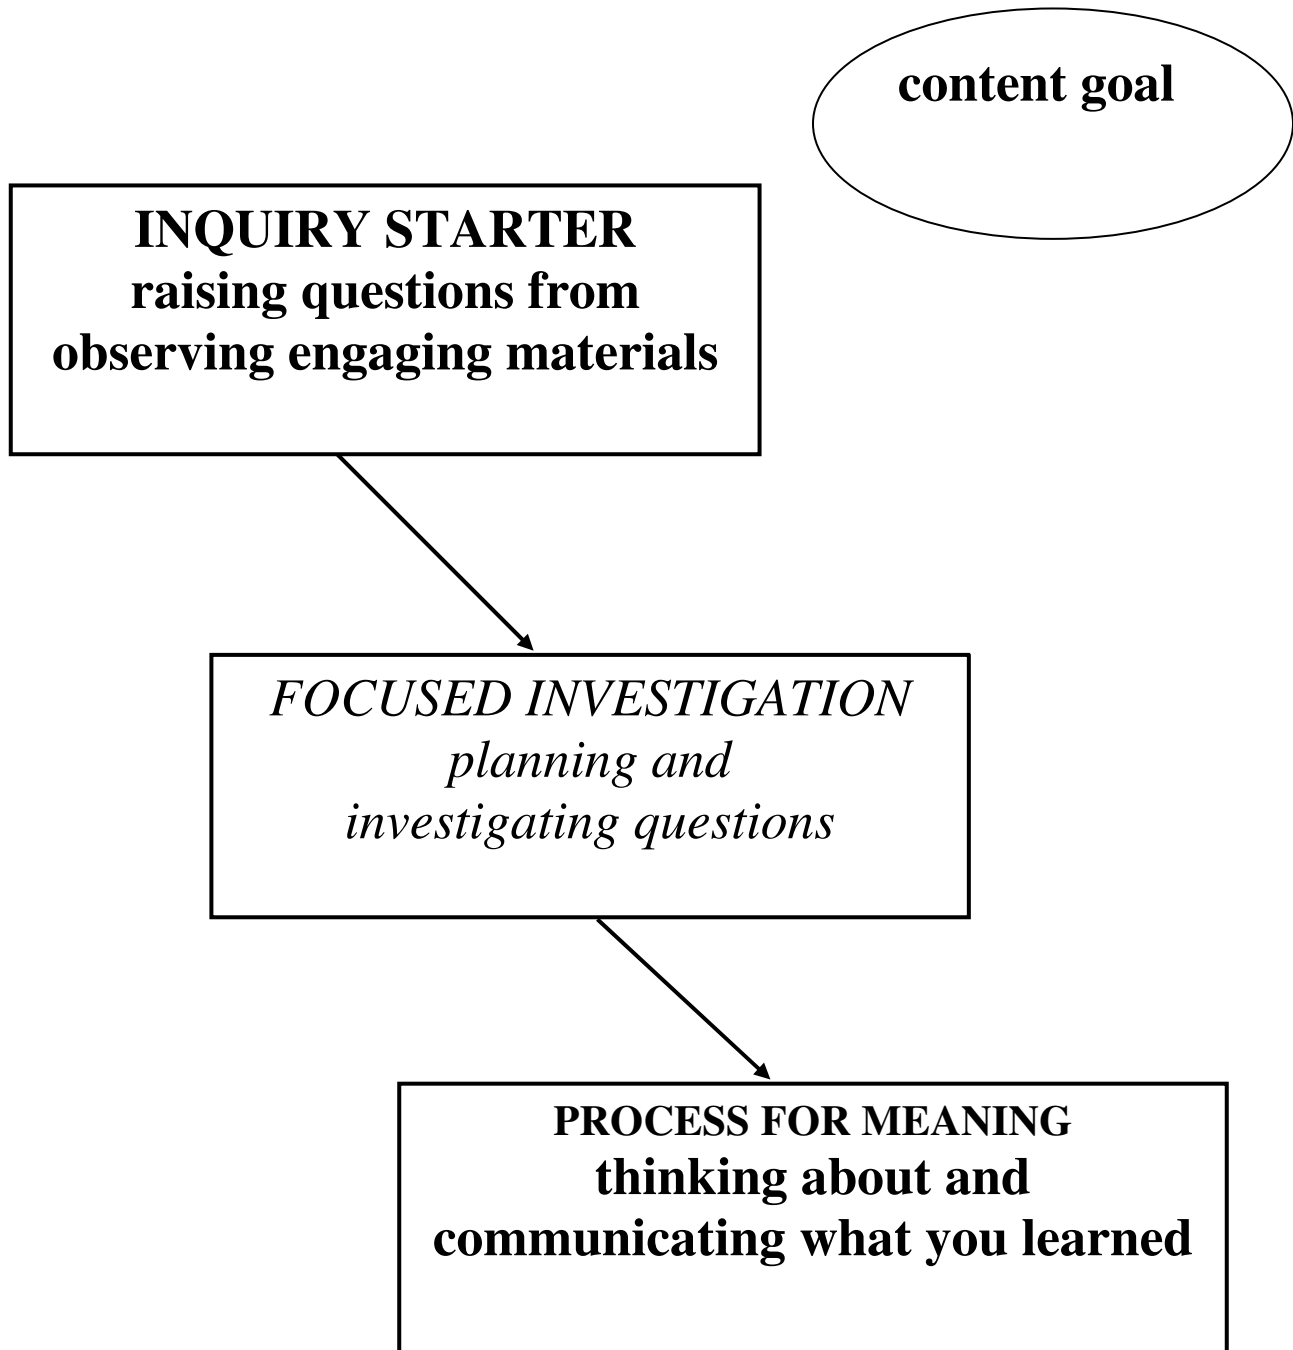 content goal
INQUIRY STARTER
raising questions from
observing engaging materials
FOCUSED INVESTIGATION
planning and
investigating questions
PROCESS FOR MEANING
thinking about and
communicating what you learned